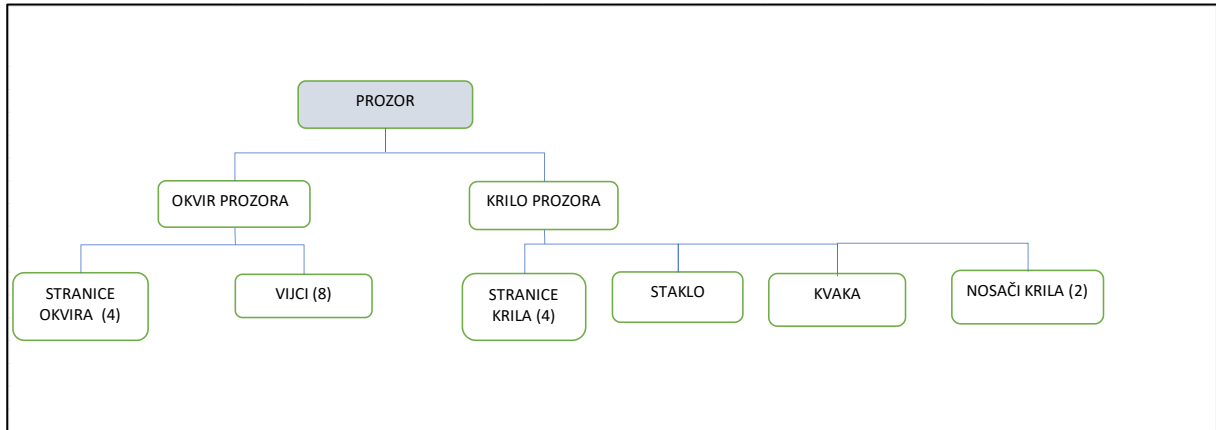 PROZOR
OKVIR PROZORA
KRILO PROZORA
STRANICE
OKVIRA (4)
VIJCI (8)
STRANICE
KRILA (4)
STAKLO
KVAKA
NOSAČI KRILA (2)